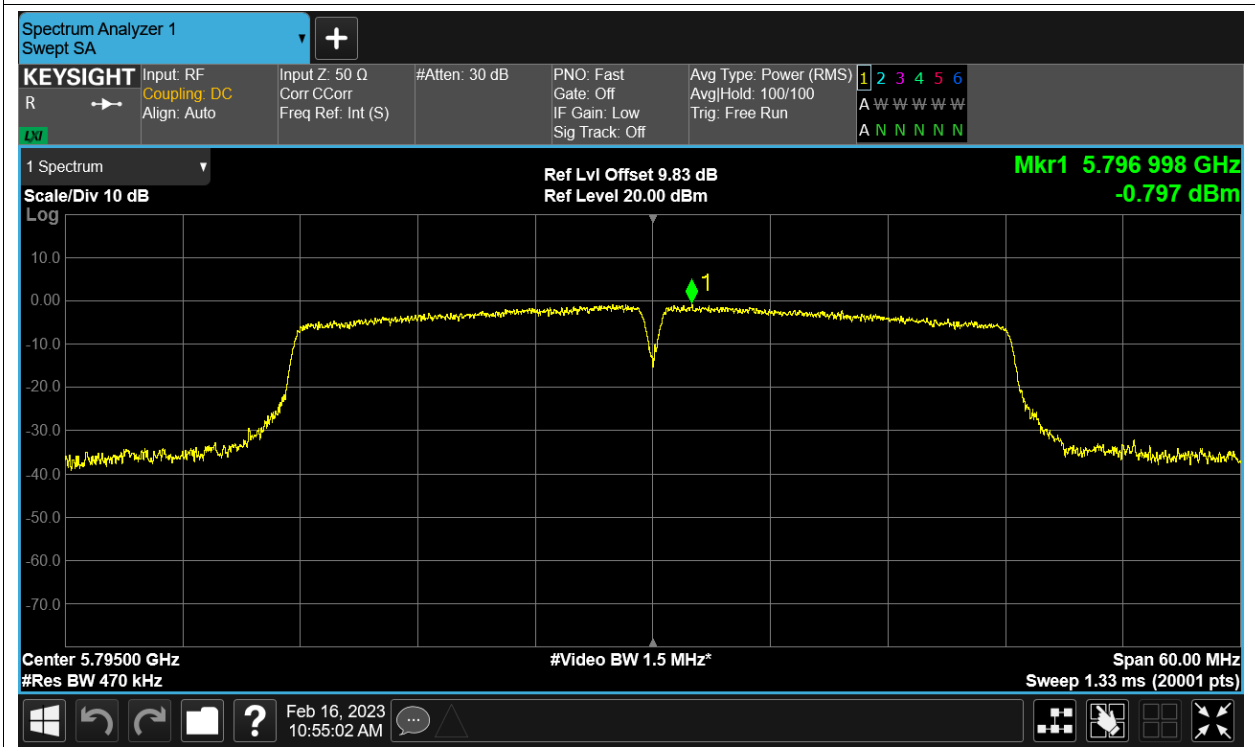 Spectrum Analyzer 1
Swept SA
KEYSIGHT
R
LXI
Input: RF
Coupling: DC
Align: Auto
Input Z: 50 Ω
Corr CCorr
Freq Ref: Int (S)
#Atten: 30 dB
PNO: Fast
Gate: Off
IF Gain: Low
Sig Track: Off
Avg Type: Power (RMS)
Avg|Hold: 100/100
Trig: Free Run
1 2 3 4 5 6
A W W W W W
A N N N N N
1 Spectrum
Scale/Div 10 dB
Log
Ref Lvl Offset 9.83 dB
Ref Level 20.00 dBm
Mkr1 5.796 998 GHz
-0.797 dBm
10.0
0.00
-10.0
-20.0
-30.0
-40.0
-50.0
-60.0
-70.0
1
Center 5.79500 GHz
#Res BW 470 kHz
#Video BW 1.5 MHz*
Span 60.00 MHz
Sweep 1.33 ms (20001 pts)
?
Feb 16, 2023
10:55:02 AM